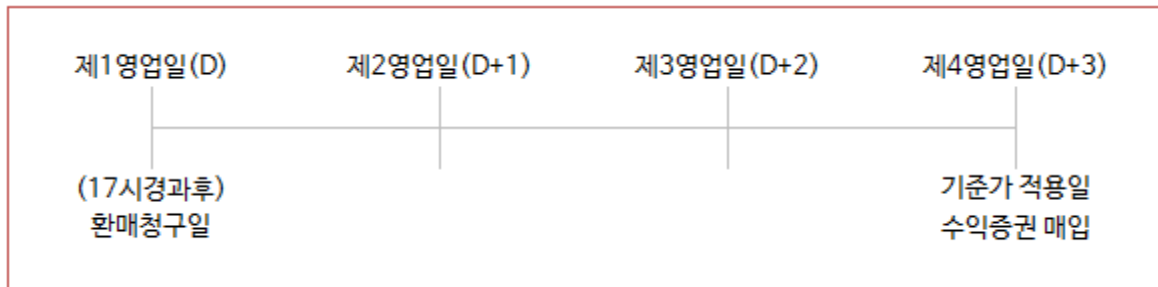 제1영업일(D) 제2영업일(D+1) 제3영업일(D+2) 제4영업일(D+3)
(17시경과후) 기준가 적용일
환매청구일 수익증권 매입